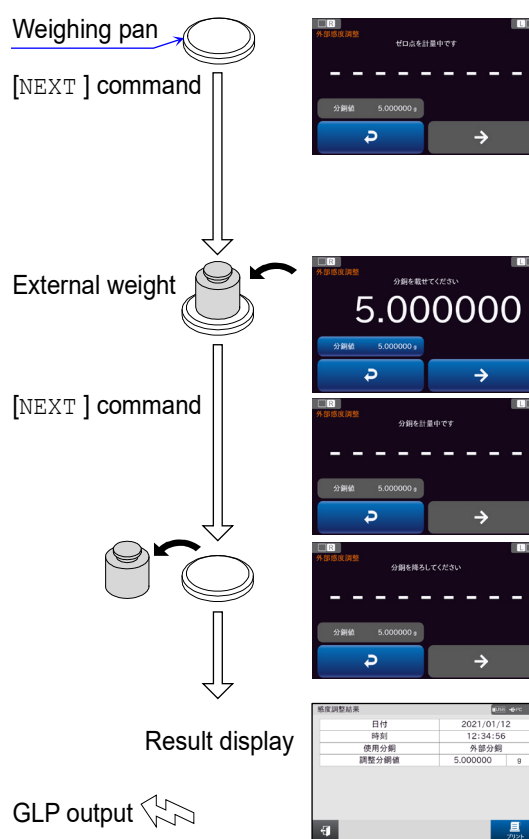 Weighing pan
[NEXT ] command
R
L
外部感度調整
ゼロ点を計量中です
– – – – – – – – –
分銅値 5.000000 g
External weight
R
L
外部感度調整
分銅を載せてください
5.000000
分銅値 5.000000 g
[NEXT ] command
R
L
外部感度調整
分銅を計量中です
– – – – – – – – –
分銅値 5.000000 g
R
L
外部感度調整
分銅を降ろしてください
– – – – – – – – –
分銅値 5.000000 g
Result display
感度調整結果
USB PC
日付 2021/01/12
時刻 12:34:56
使用分銅 外部分銅
調整分銅値 5.000000 g
プリント
GLP output